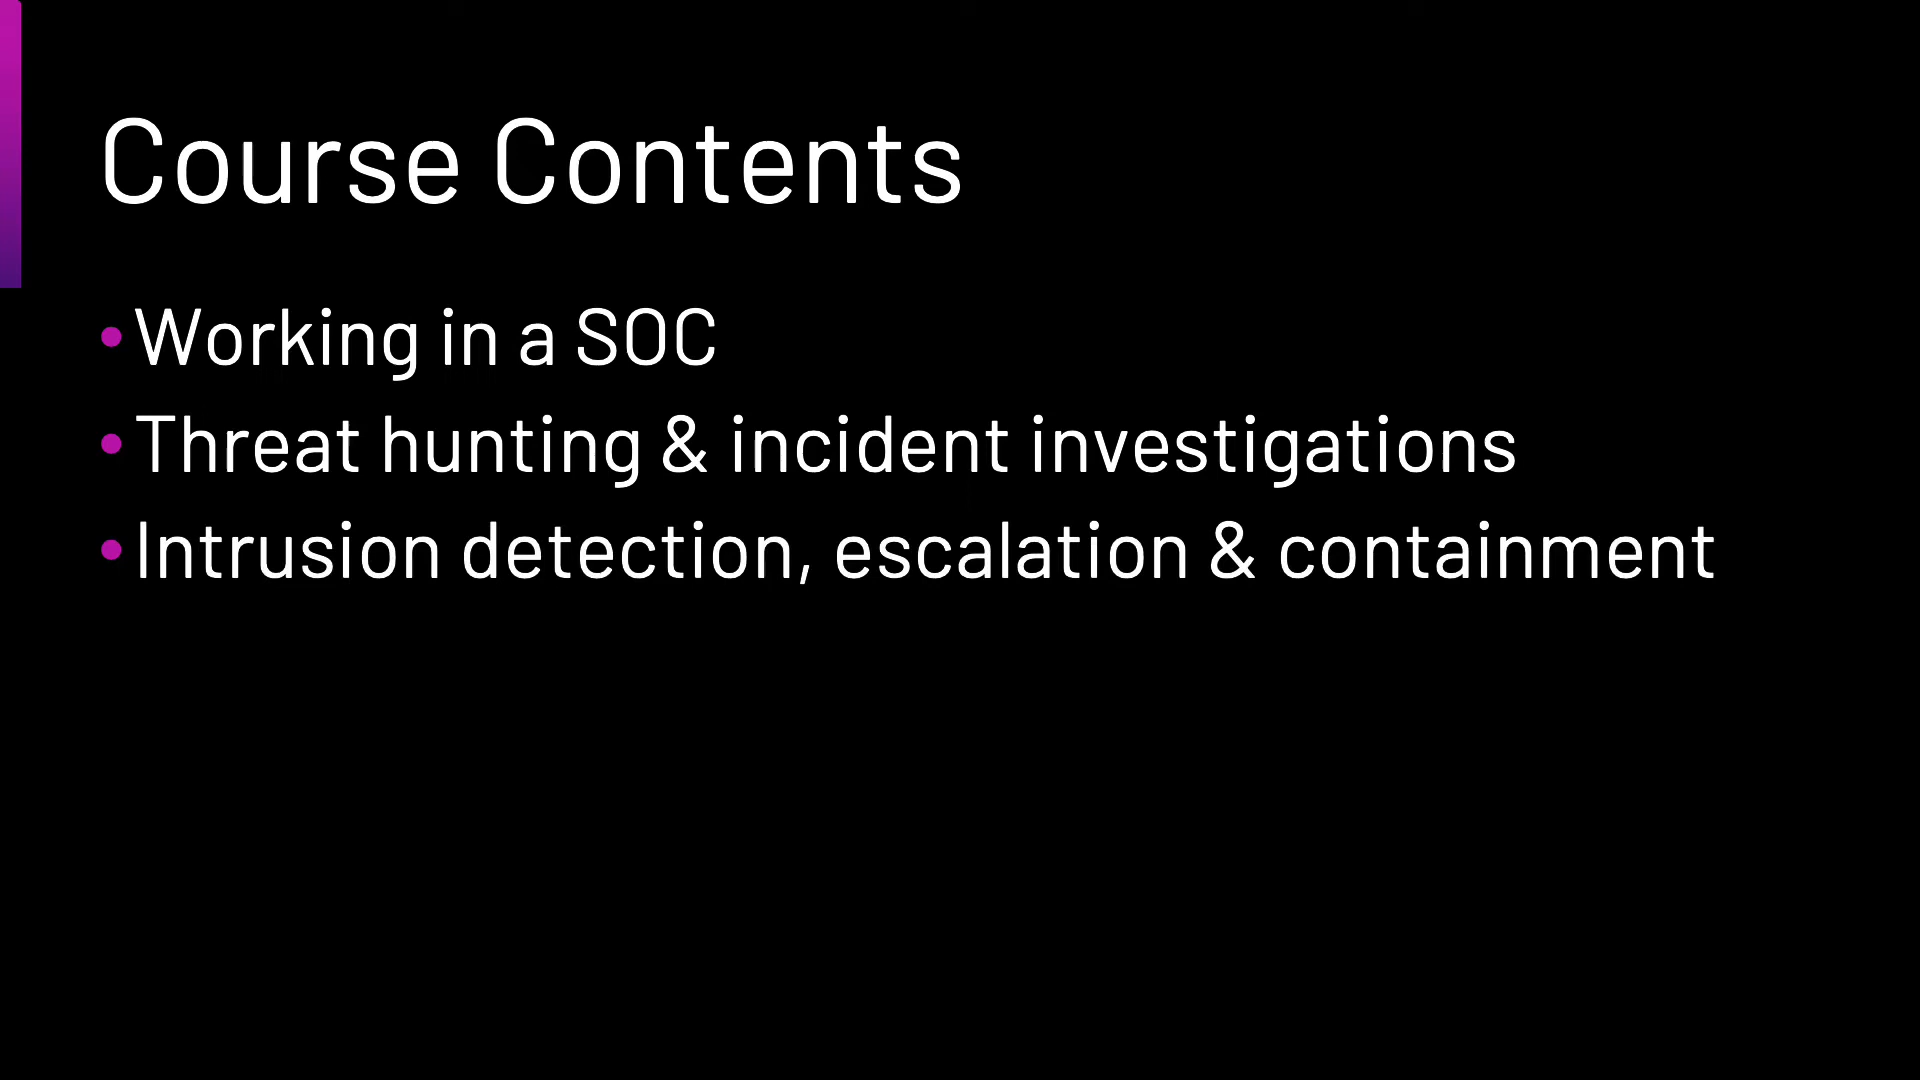 Course Contents
• Working in a SOC
• Threat hunting & incident investigations
• Intrusion detection, escalation & containment